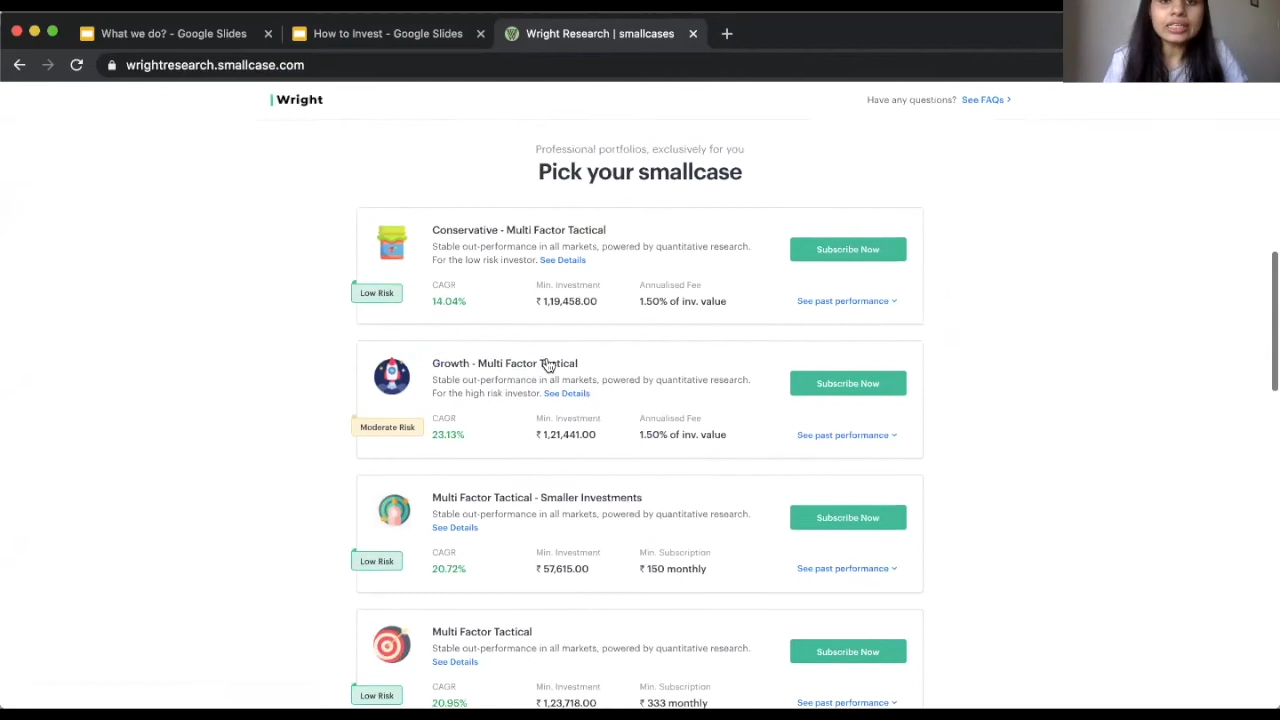 What we do? - Google Slides
How to Invest - Google Slides
Wright Research | smallcases
wrightresearch.smallcase.com
Wright
Have any questions? See FAQs
Professional portfolios, exclusively for you
Pick your smallcase
Conservative - Multi Factor Tactical
Stable out-performance in all markets, powered by quantitative research.
For the low risk investor. See Details
Subscribe Now
Low Risk
CAGR Min. Investment Annualised Fee
14.04% ₹ 1,19,458.00 1.50% of inv. value See past performance
Growth - Multi Factor Tactical
Stable out-performance in all markets, powered by quantitative research.
For the high risk investor. See Details
Subscribe Now
Moderate Risk
CAGR Min. Investment Annualised Fee
23.13% ₹ 1,21,441.00 1.50% of inv. value See past performance
Multi Factor Tactical - Smaller Investments
Stable out-performance in all markets, powered by quantitative research.
See Details
Subscribe Now
Low Risk
CAGR Min. Investment Min. Subscription
20.72% ₹ 57,615.00 ₹ 150 monthly See past performance
Multi Factor Tactical
Stable out-performance in all markets, powered by quantitative research.
See Details
Subscribe Now
Low Risk
CAGR Min. Investment Min. Subscription
20.95% ₹ 1,23,718.00 ₹ 333 monthly See past performance